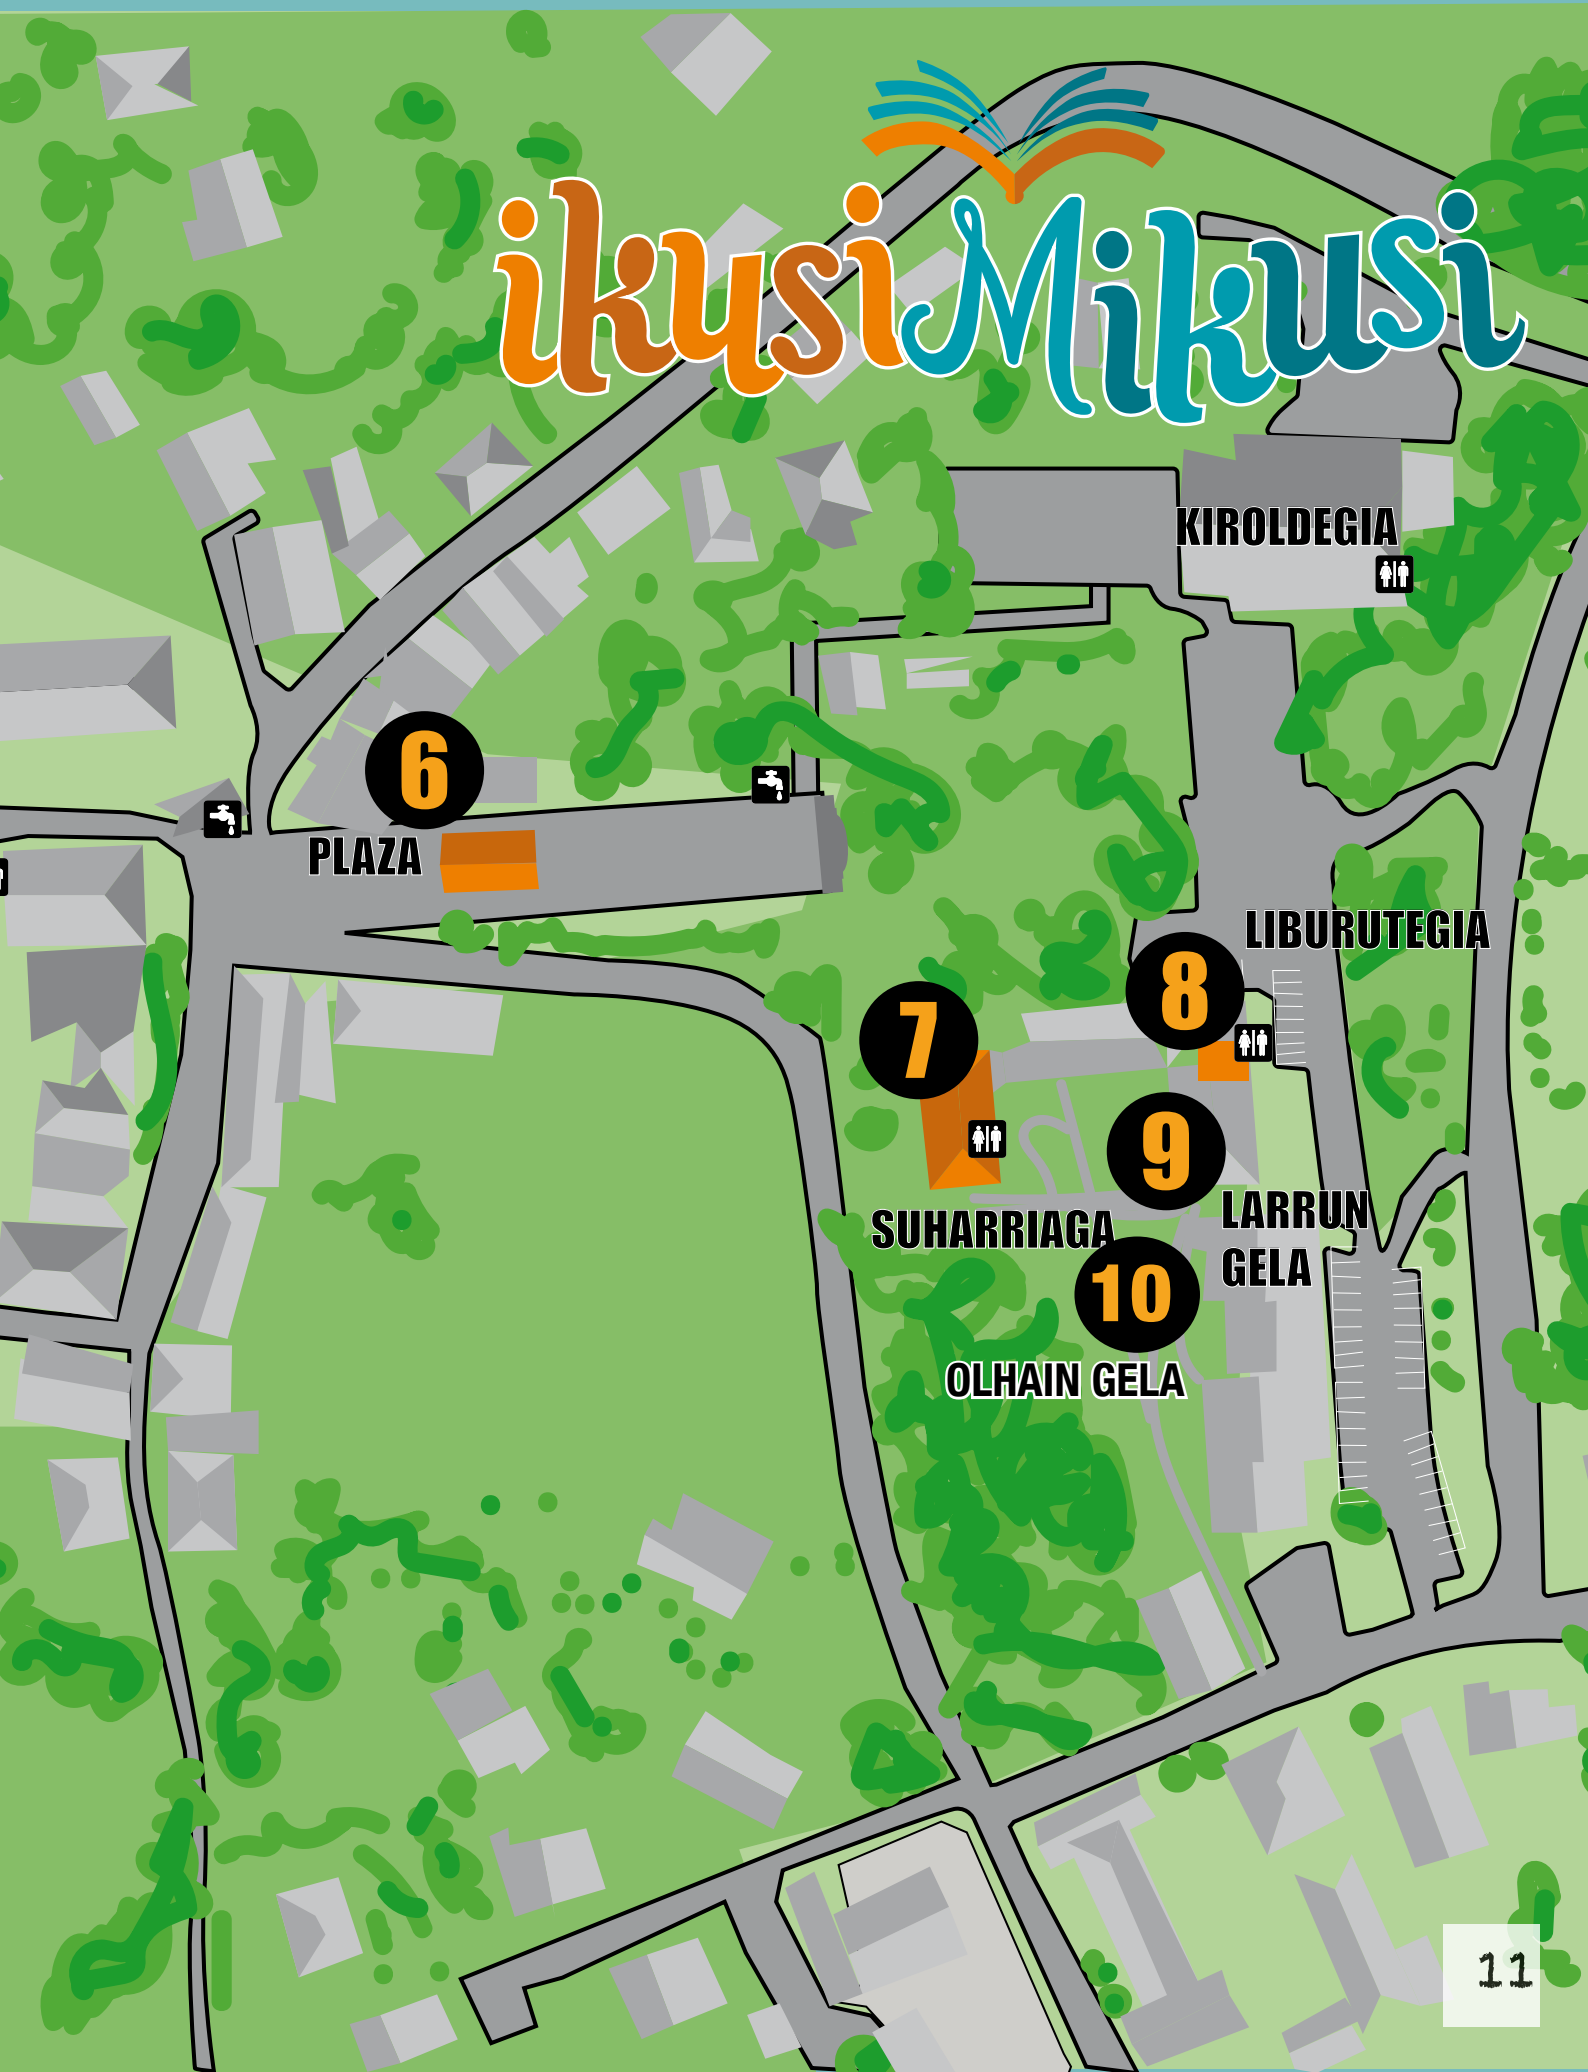 ikusiMikusi
KIROLDEGIA
6
PLAZA
LIBURUTEGIA
8
7
9
LARRUN
GELA
SUHARRIAGA
10
OLHAIN GELA
11